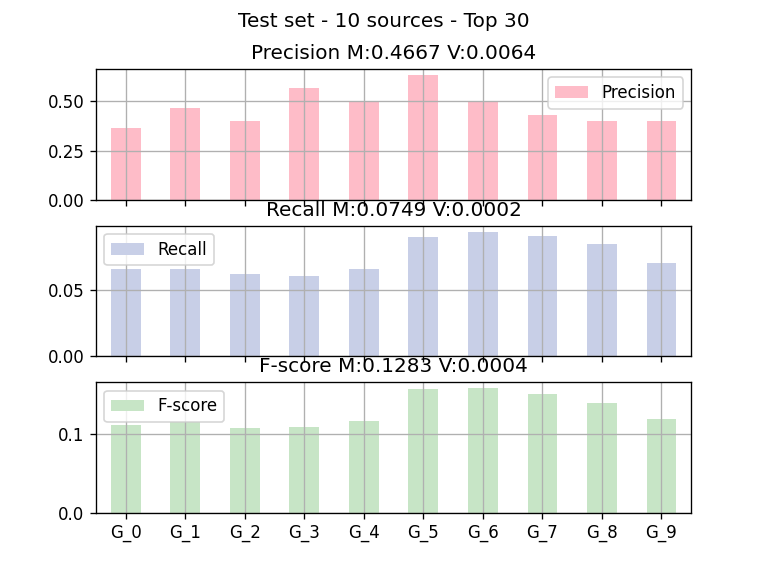 Test set - 10 sources - Top 30
Precision M:0.4667 V:0.0064
0.50
0.25
0.00
Precision
Recall M:0.0749 V:0.0002
0.05
0.00
Recall
F-score M:0.1283 V:0.0004
0.1
0.0
F-score
G_0 G_1 G_2 G_3 G_4 G_5 G_6 G_7 G_8 G_9